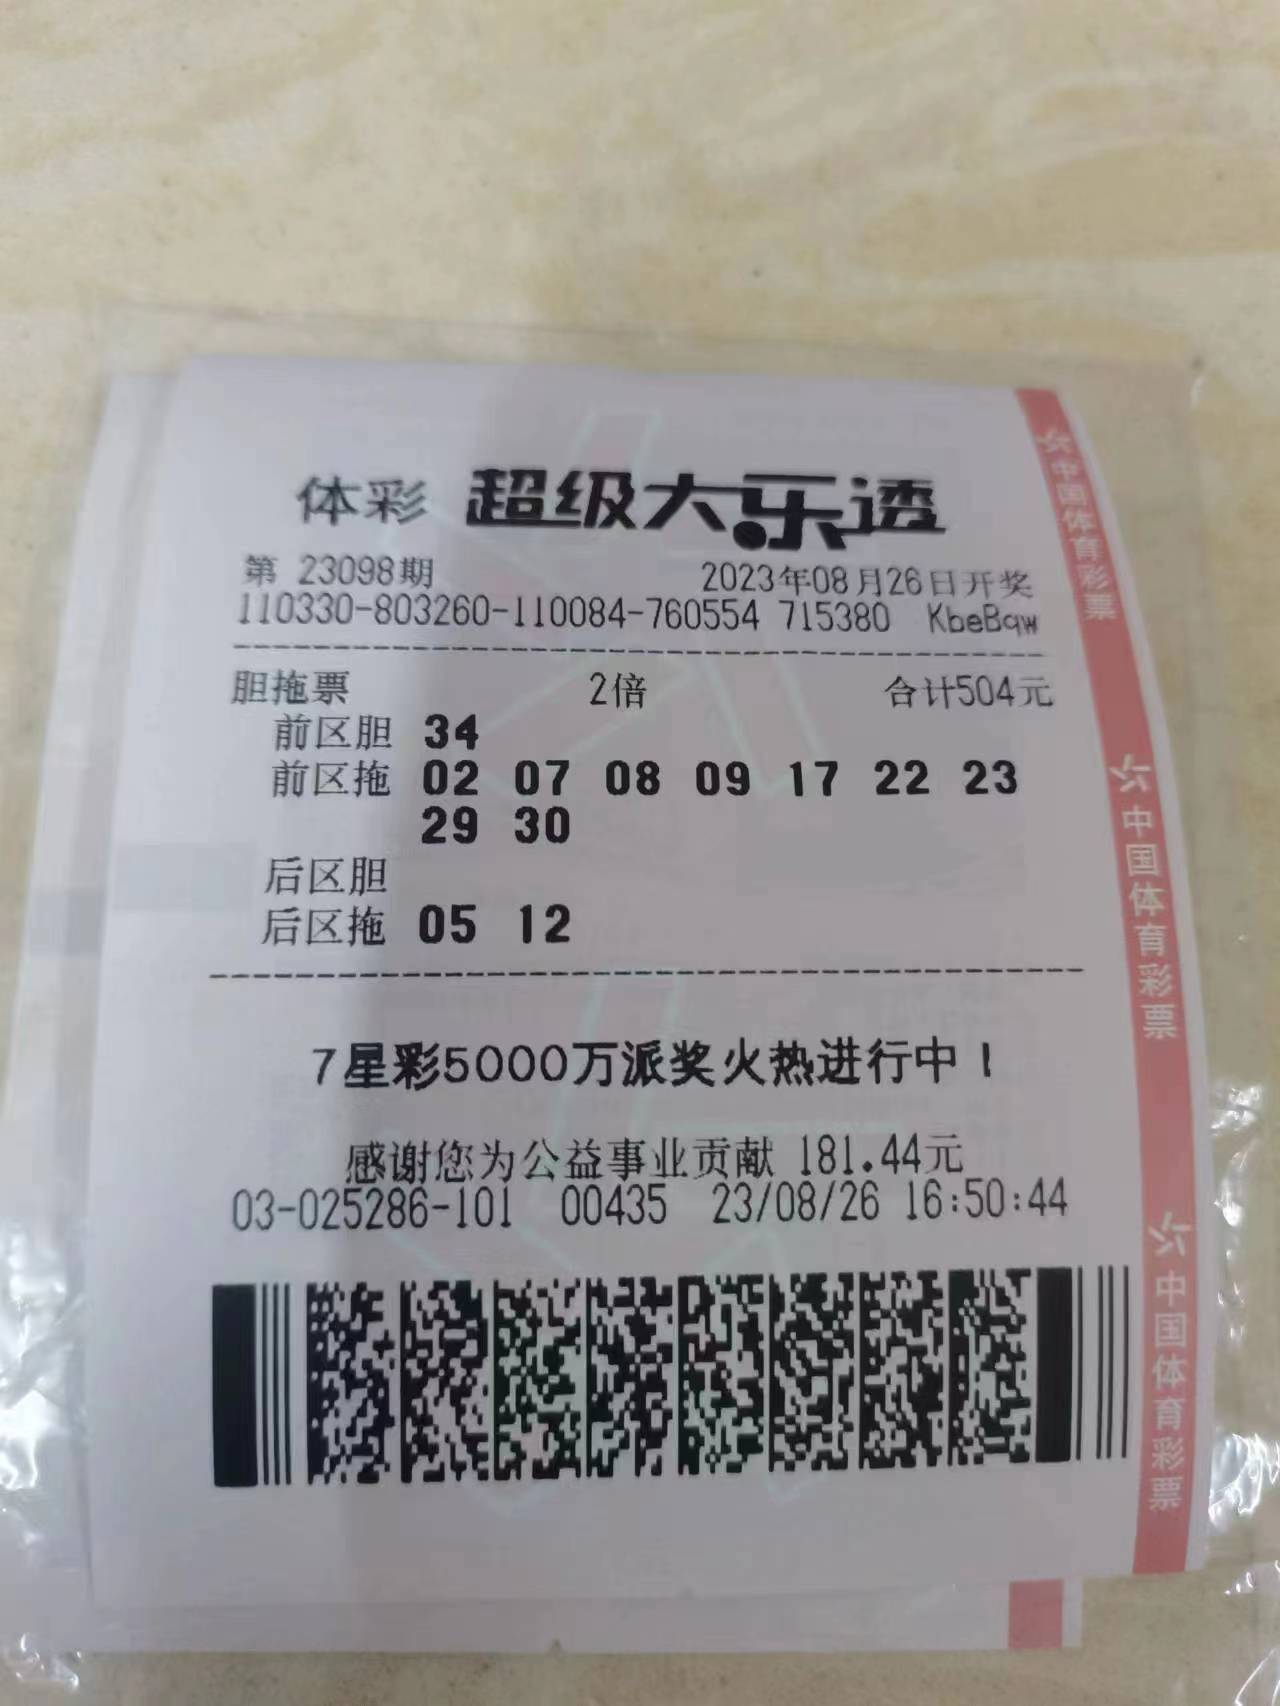 体彩 超级大乐透
第 23098期 2023年08月26日开奖
110330-803260-110084-760554 715380 KbeBqw
胆拖票 2倍 合计504元
前区胆 34
前区拖 02 07 08 09 17 22 23
29 30
后区胆
后区拖 05 12
7星彩5000万派奖火热进行中！
感谢您为公益事业贡献 181.44元
03-025286-101 00435 23/08/26 16:50:44
中国体育彩票
中国体育彩票
中国体育彩票